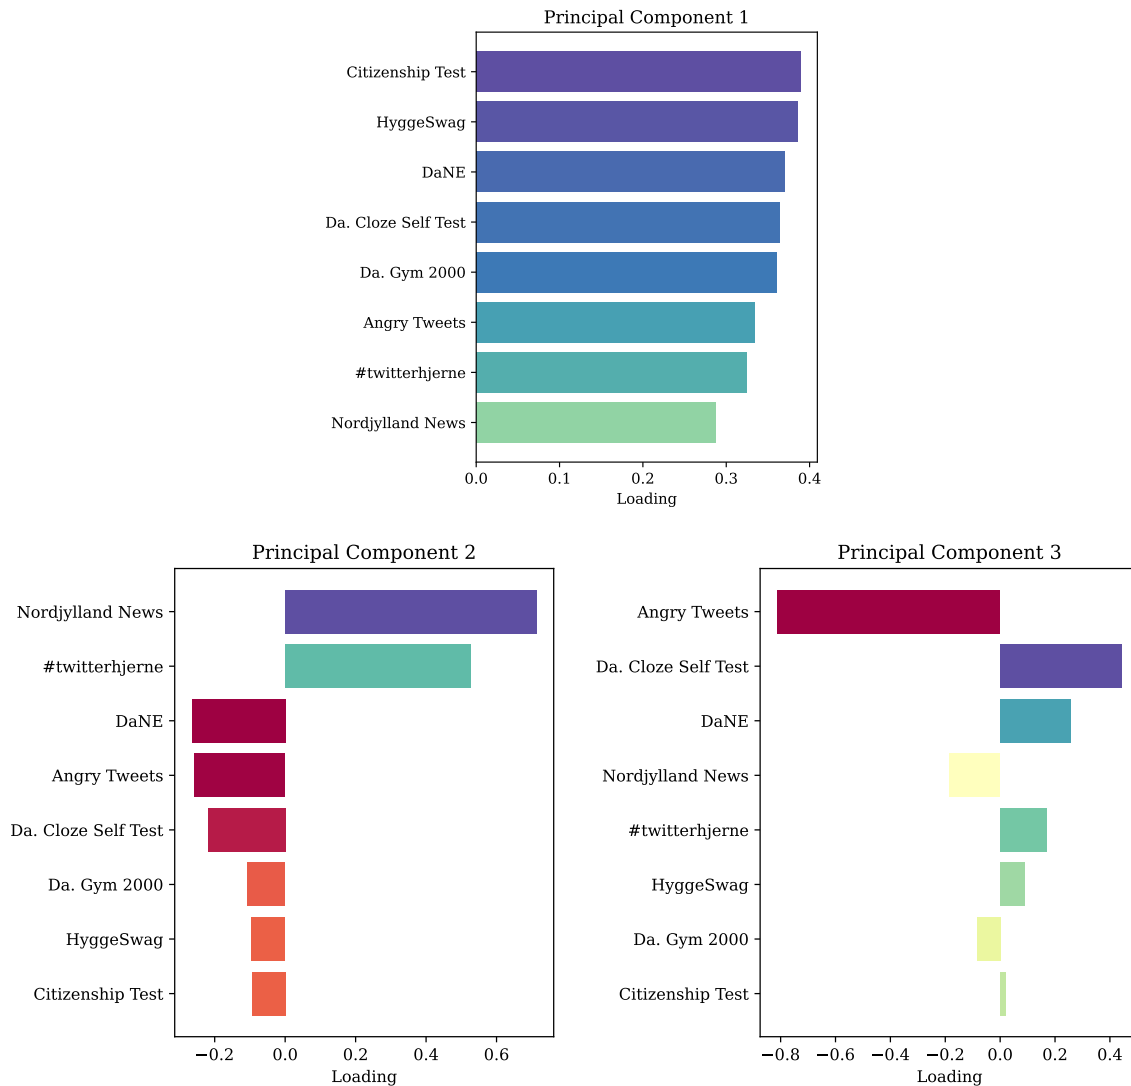 Principal Component 1
Citizenship Test
HyggeSwag
DaNE
Da. Cloze Self Test
Da. Gym 2000
Angry Tweets
#twitterhjerne
Nordjylland News
0.0 0.1 0.2 0.3 0.4
Loading
Principal Component 2
Nordjylland News
#twitterhjerne
DaNE
Angry Tweets
Da. Cloze Self Test
Da. Gym 2000
HyggeSwag
Citizenship Test
−0.2 0.0 0.2 0.4 0.6
Loading
Principal Component 3
Angry Tweets
Da. Cloze Self Test
DaNE
Nordjylland News
#twitterhjerne
HyggeSwag
Da. Gym 2000
Citizenship Test
−0.8 −0.6 −0.4 −0.2 0.0 0.2 0.4
Loading